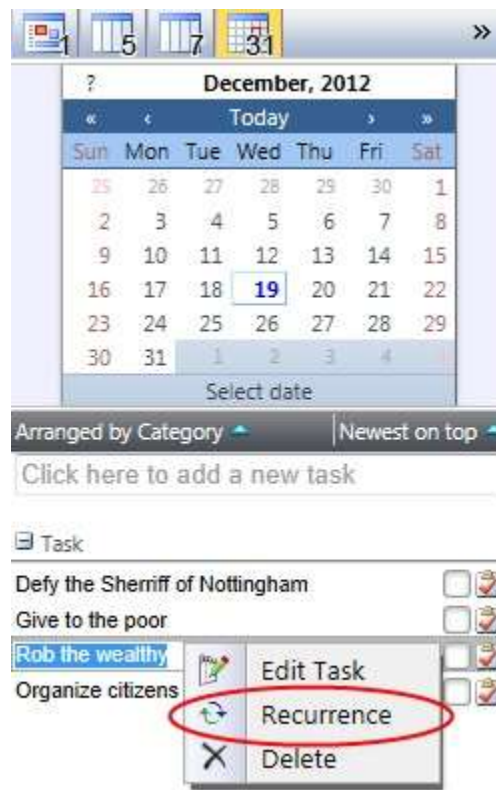 1 5 7 31 »
? December, 2012
« ‹ Today › »
Sun Mon Tue Wed Thu Fri Sat
25 26 27 28 29 30 1
2 3 4 5 6 7 8
9 10 11 12 13 14 15
16 17 18 19 20 21 22
23 24 25 26 27 28 29
30 31 1 2 3 4
Select date
Arranged by Category Newest on top
Click here to add a new task
Task
Defy the Sherriff of Nottingham
Give to the poor
Rob the wealthy
Edit Task
Organize citizens
Recurrence
Delete